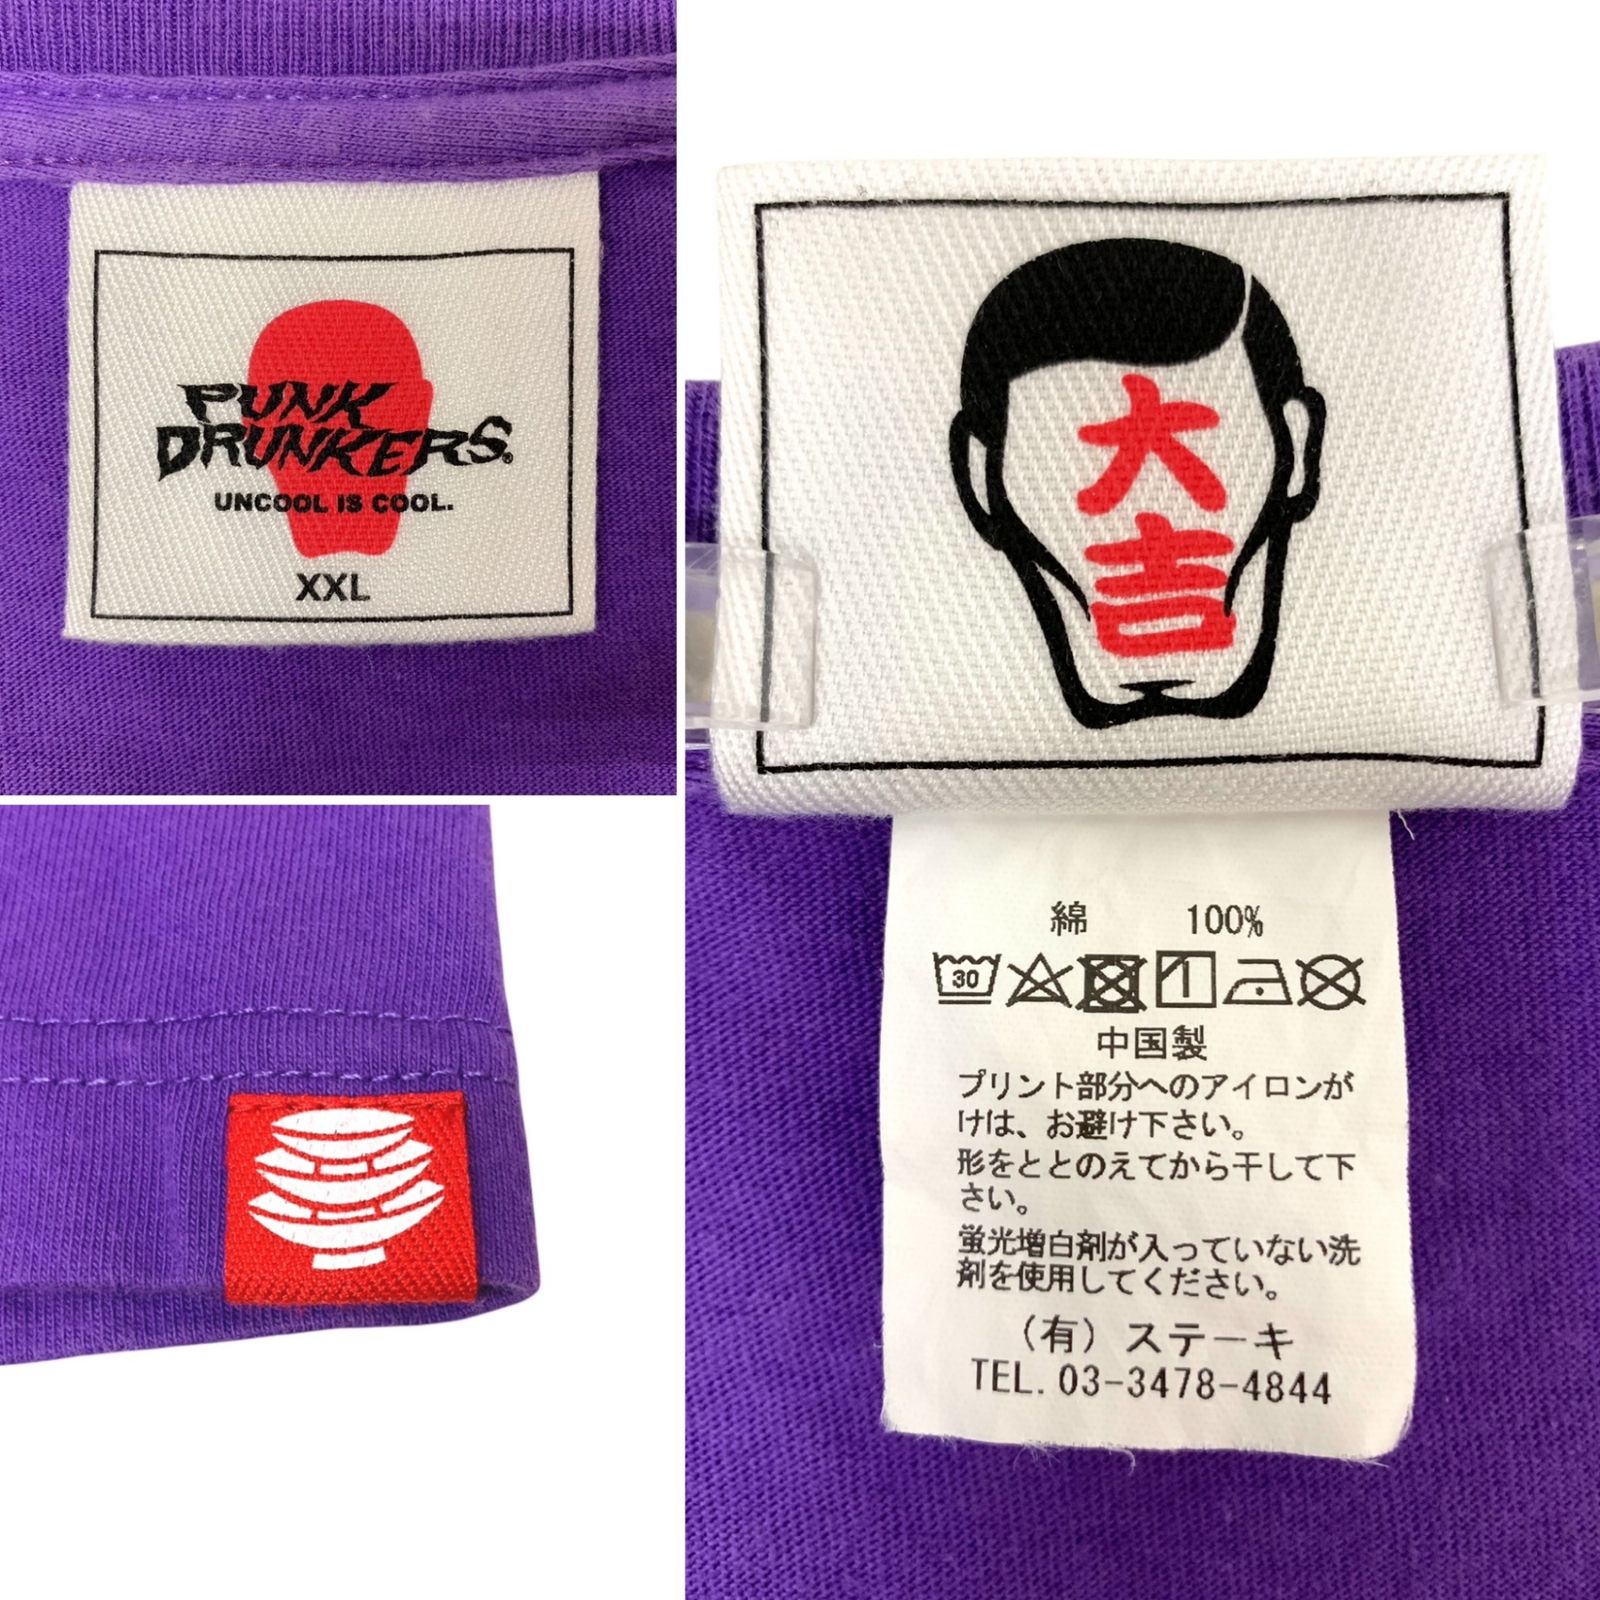 PUNK
DRUNKERS®
UNCOOL IS COOL.
XXL
大
吉
綿 100%
30
中国製
プリント部分へのアイロンが
けは、お避け下さい。
形をととのえてから干して下
さい。
蛍光増白剤が入っていない洗
剤を使用してください。
(有)ステーキ
TEL.03-3478-4844